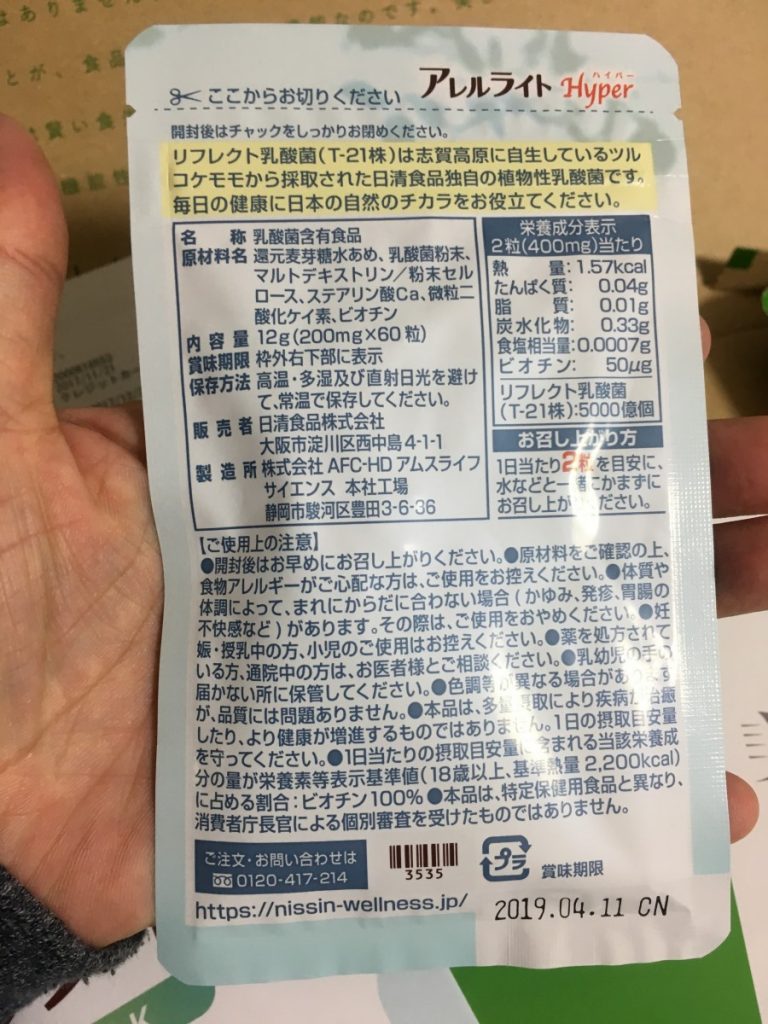 はありません
能なのです。
とが、食品
賢い食
機能性
アレルライト Hyper
ハイパー
ここからお切りください
開封後はチャックをしっかりお閉めください。
リフレクト乳酸菌(T-21株)は志賀高原に自生しているツル
コケモモから採取された日清食品独自の植物性乳酸菌です。
毎日の健康に日本の自然のチカラをお役立てください。
名称 乳酸菌含有食品
原材料名 還元麦芽糖水あめ、乳酸菌粉末、
マルトデキストリン/粉末セル
ロース、ステアリン酸Ca、微粒二
酸化ケイ素、ビオチン
内容量 12g(200mg×60粒)
賞味期限 枠外右下部に表示
保存方法 高温・多湿及び直射日光を避け
て、常温で保存してください。
販売者 日清食品株式会社
大阪市淀川区西中島4-1-1
製造所 株式会社 AFC-HD アムスライフ
サイエンス 本社工場
静岡市駿河区豊田3-6-36
栄養成分表示
2粒(400mg)当たり
熱量:1.57kcal
たんぱく質: 0.04g
脂質: 0.01g
炭水化物: 0.33g
食塩相当量:0.0007g
ビオチン: 50μg
リフレクト乳酸菌
(T-21株):5000億個
お召し上がり方
1日当たり2粒を目安に、
水などと一緒にかまずに
お召し上がりください。
【ご使用上の注意】
●開封後はお早めにお召し上がりください。●原材料をご確認の上、
食物アレルギーがご心配な方は、ご使用をお控えください。●体質や
体調によって、まれにからだに合わない場合(かゆみ、発疹、胃腸の
不快感など)があります。その際は、ご使用をおやめください。●妊
娠・授乳中の方、小児のご使用はお控えください。●薬を処方されて
いる方、通院中の方は、お医者様とご相談ください。●乳幼児の手の
届かない所に保管してください。●色調等が異なる場合があります
が、品質には問題ありません。●本品は、多量摂取により疾病が治癒
したり、より健康が増進するものではありません。1日の摂取目安量
を守ってください。●1日当たりの摂取目安量に含まれる当該栄養成
分の量が栄養素等表示基準値(18歳以上、基準熱量2,200kcal)
に占める割合:ビオチン100%●本品は、特定保健用食品と異なり、
消費者庁長官による個別審査を受けたものではありません。
ご注文・お問い合わせは
0120-417-214
3535
プラ
賞味期限
https://nissin-wellness.jp/
2019.04.11 CN
K